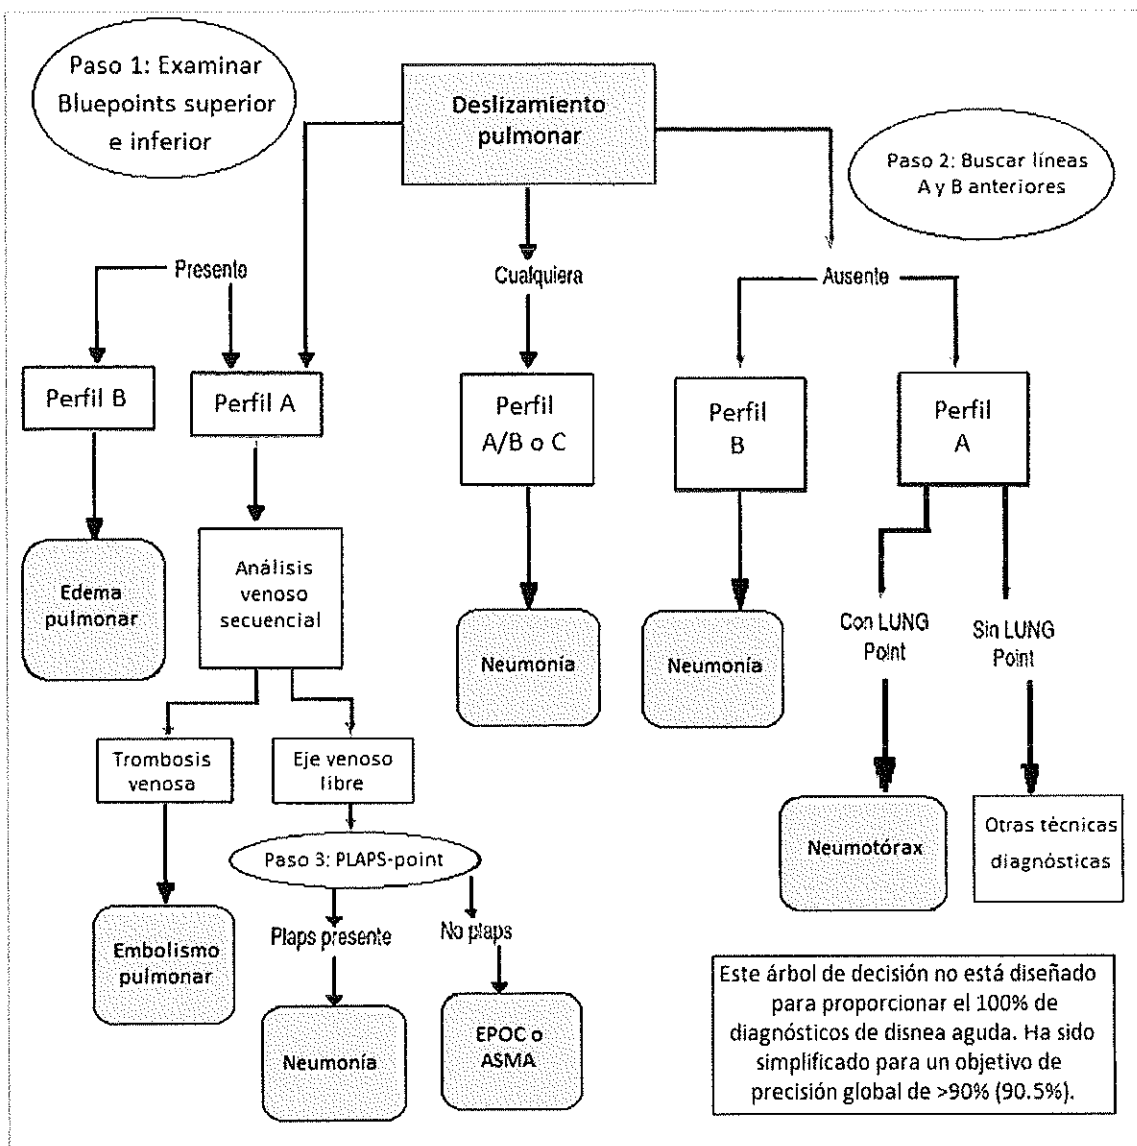 Paso 1: Examinar
Bluepoints superior
e inferior
Deslizamiento
pulmonar
Paso 2: Buscar líneas
A y B anteriores
Presente
Cualquiera
Ausente
Perfil B
Perfil A
Perfil
A/B o C
Perfil
B
Perfil
A
Edema
pulmonar
Análisis
venoso
secuencial
Neumonía
Neumonía
Con LUNG
Point
Sin LUNG
Point
Trombosis
venosa
Eje venoso
libre
Neumotórax
Otras técnicas
diagnósticas
Paso 3: PLAPS-point
Plaps presente
No plaps
Embolismo
pulmonar
Neumonía
EPOC o
ASMA
Este árbol de decisión no está diseñado
para proporcionar el 100% de
diagnósticos de disnea aguda. Ha sido
simplificado para un objetivo de
precisión global de >90% (90.5%).